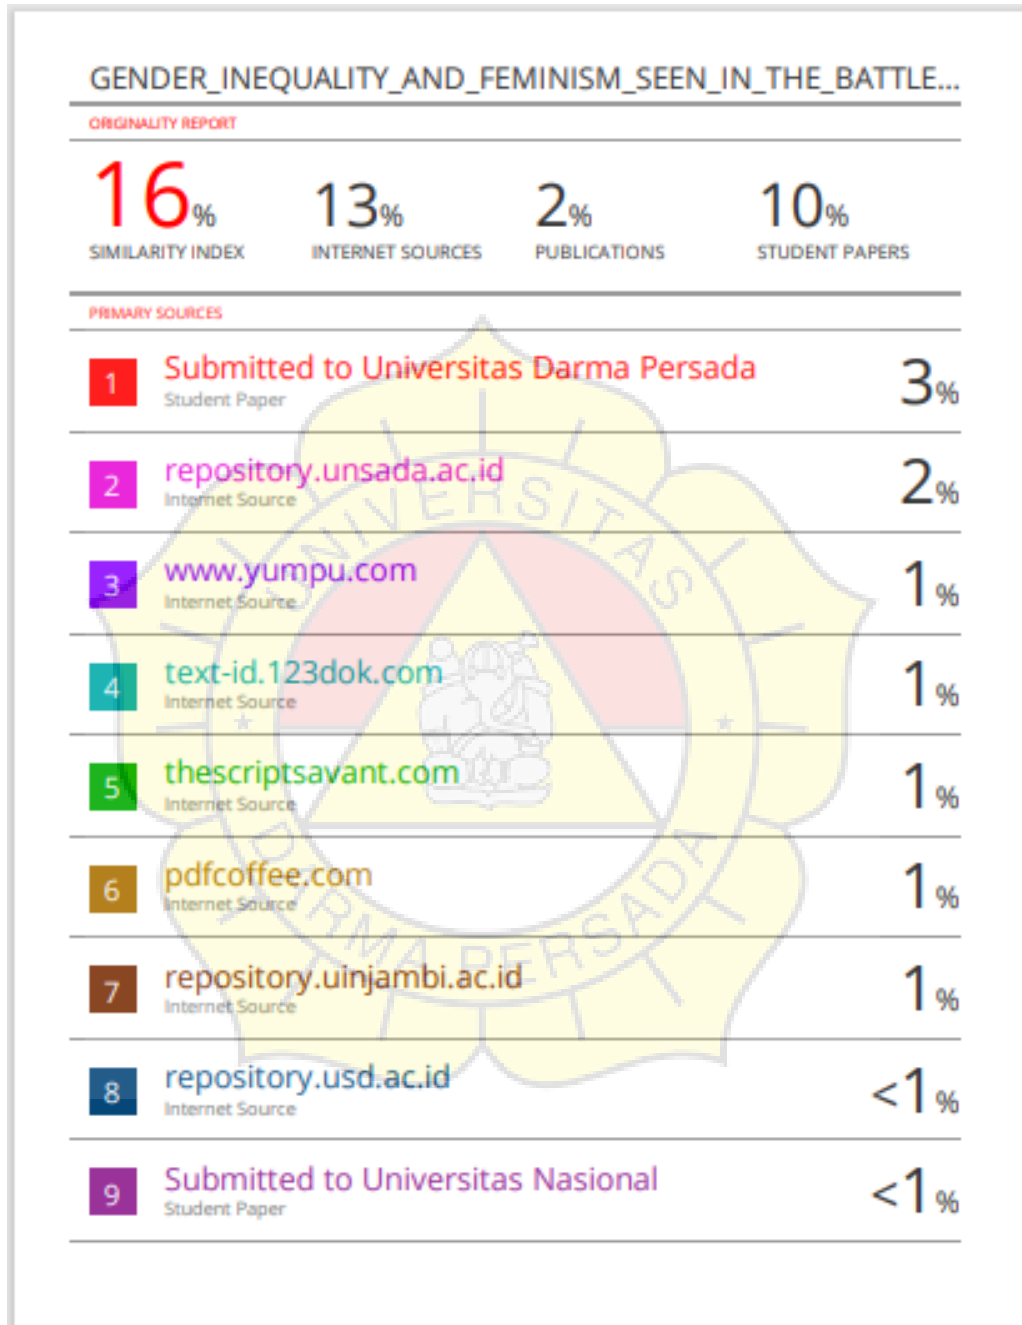 GENDER_INEQUALITY_AND_FEMINISM_SEEN_IN_THE_BATTLE...
ORIGINALITY REPORT
16% 13% 2% 10%
SIMILARITY INDEX INTERNET SOURCES PUBLICATIONS STUDENT PAPERS
PRIMARY SOURCES
1 Submitted to Universitas Darma Persada 3%
Student Paper
2 repository.unsada.ac.id 2%
Internet Source
3 www.yumpu.com 1%
Internet Source
4 text-id.123dok.com 1%
Internet Source
5 thescriptsavant.com 1%
Internet Source
6 pdfcoffee.com 1%
Internet Source
7 repository.uinjambi.ac.id 1%
Internet Source
8 repository.usd.ac.id <1%
Internet Source
9 Submitted to Universitas Nasional <1%
Student Paper
UNIVERSITAS
DARMA PERSADA